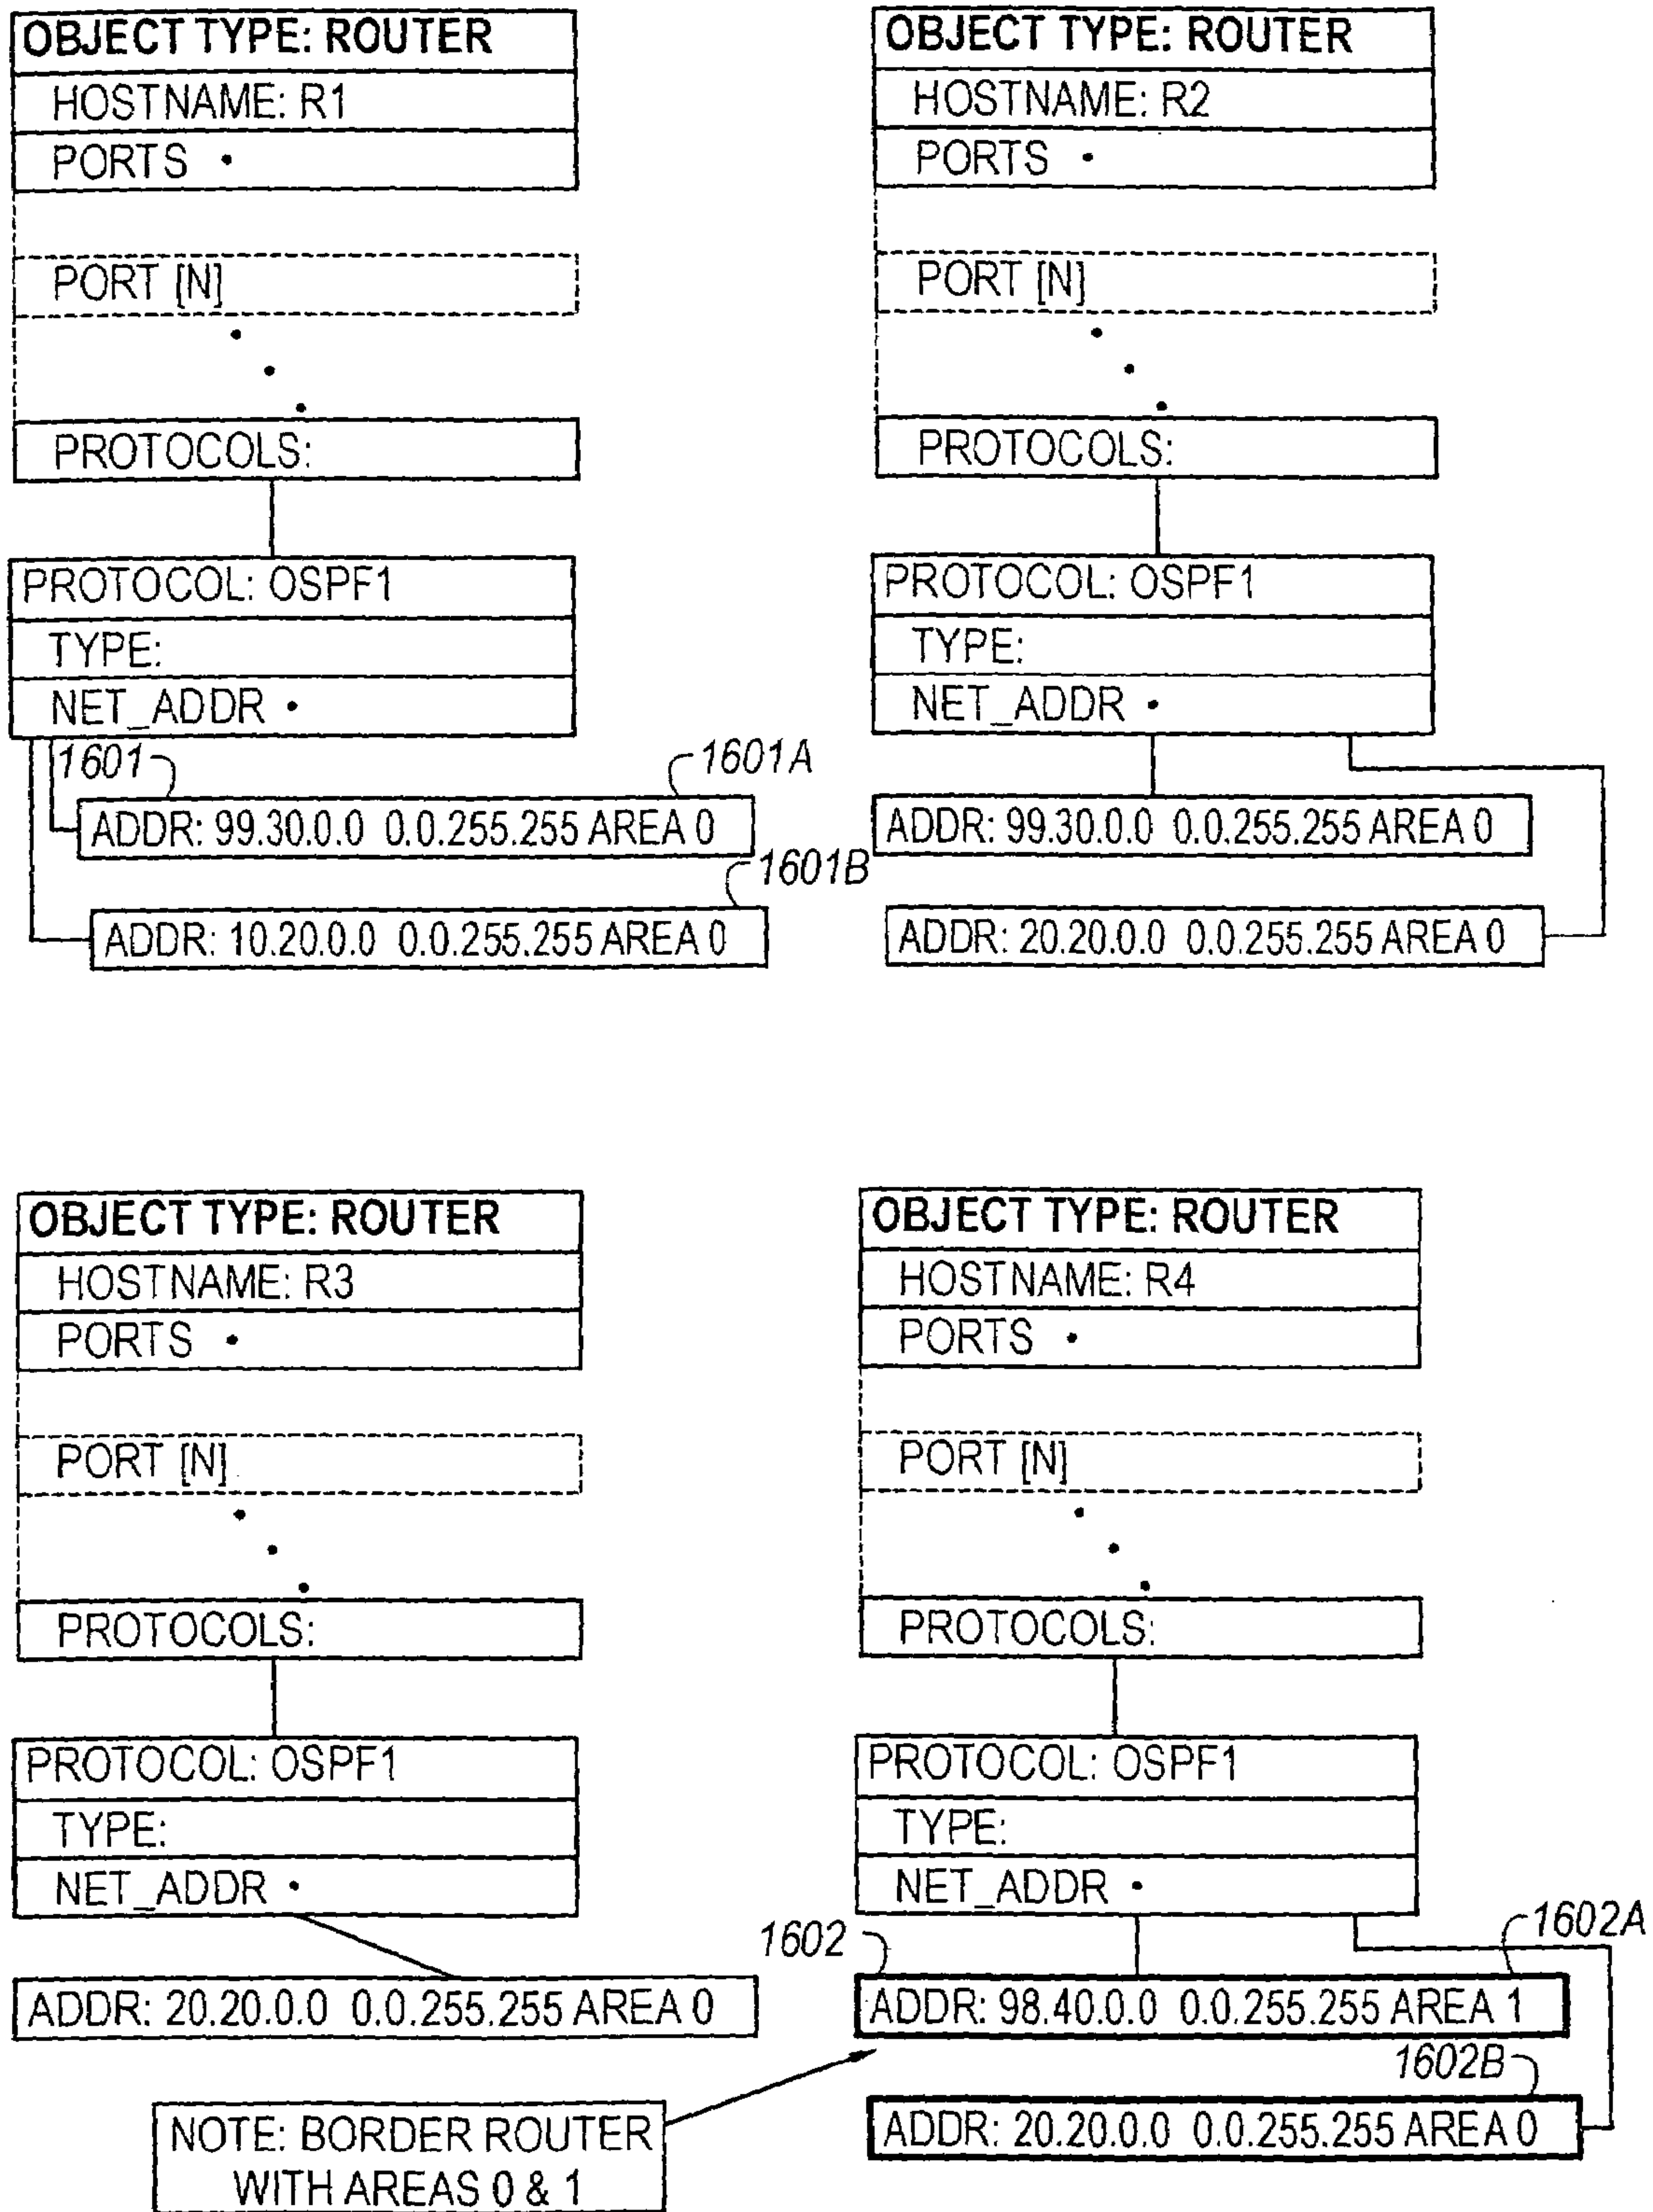 OBJECT TYPE: ROUTER
HOSTNAME: R1
PORTS
PORT [N]
PROTOCOLS:
PROTOCOL: OSPF1
TYPE:
NET_ADDR
1601
1601A
ADDR: 99.30.0.0 0.0.255.255 AREA 0
1601B
ADDR: 10.20.0.0 0.0.255.255 AREA 0
OBJECT TYPE: ROUTER
HOSTNAME: R2
PORTS
PORT [N]
PROTOCOLS:
PROTOCOL: OSPF1
TYPE:
NET_ADDR
ADDR: 99.30.0.0 0.0.255.255 AREA 0
ADDR: 20.20.0.0 0.0.255.255 AREA 0
OBJECT TYPE: ROUTER
HOSTNAME: R3
PORTS
PORT [N]
PROTOCOLS:
PROTOCOL: OSPF1
TYPE:
NET_ADDR
ADDR: 20.20.0.0 0.0.255.255 AREA 0
OBJECT TYPE: ROUTER
HOSTNAME: R4
PORTS
PORT [N]
PROTOCOLS:
PROTOCOL: OSPF1
TYPE:
NET_ADDR
1602
1602A
ADDR: 98.40.0.0 0.0.255.255 AREA 1
1602B
ADDR: 20.20.0.0 0.0.255.255 AREA 0
NOTE: BORDER ROUTER
WITH AREAS 0 & 1